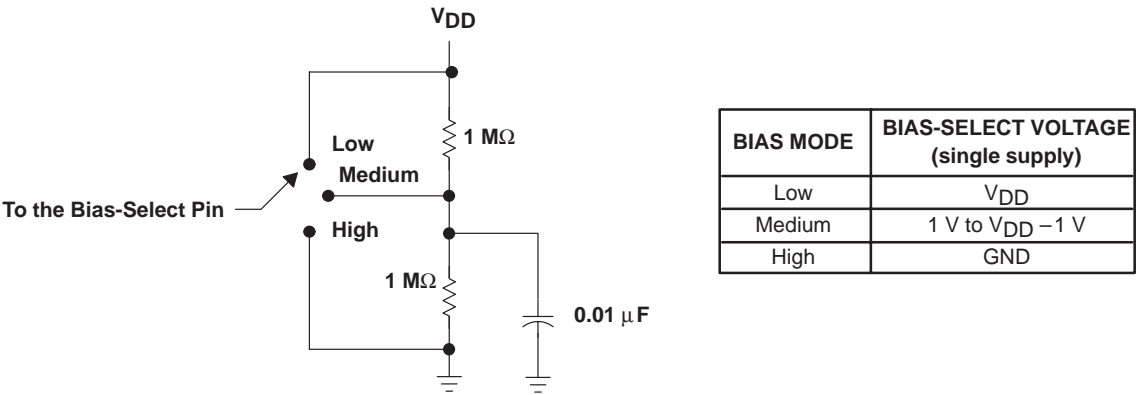 VDD
1 MΩ
Low
Medium
To the Bias-Select Pin
High
1 MΩ
0.01 μF
BIAS MODE
BIAS-SELECT VOLTAGE
(single supply)
Low
VDD
Medium
1 V to VDD –1 V
High
GND